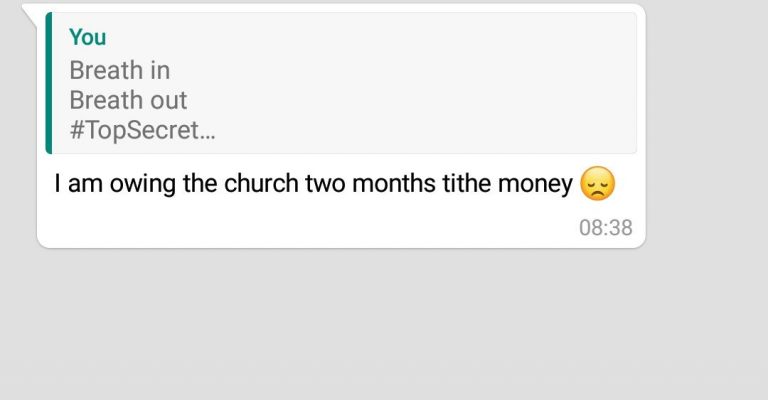 You
Breath in
Breath out
#TopSecret…
I am owing the church two months tithe money 😞
08:38